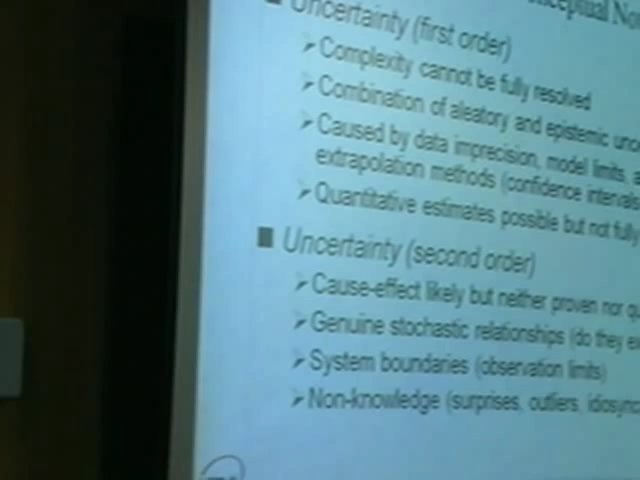 Uncertainty (first order)
Complexity cannot be fully resolved
Combination of aleatory and epistemic
Caused by data imprecision, model limits,
extrapolation methods (confidence intervals
Quantitative estimates possible but not fully
Uncertainty (second order)
Cause-effect likely but neither proven nor
Genuine stochastic relationships (do they
System boundaries (observation limits)
Non-knowledge (surprises, outliers,